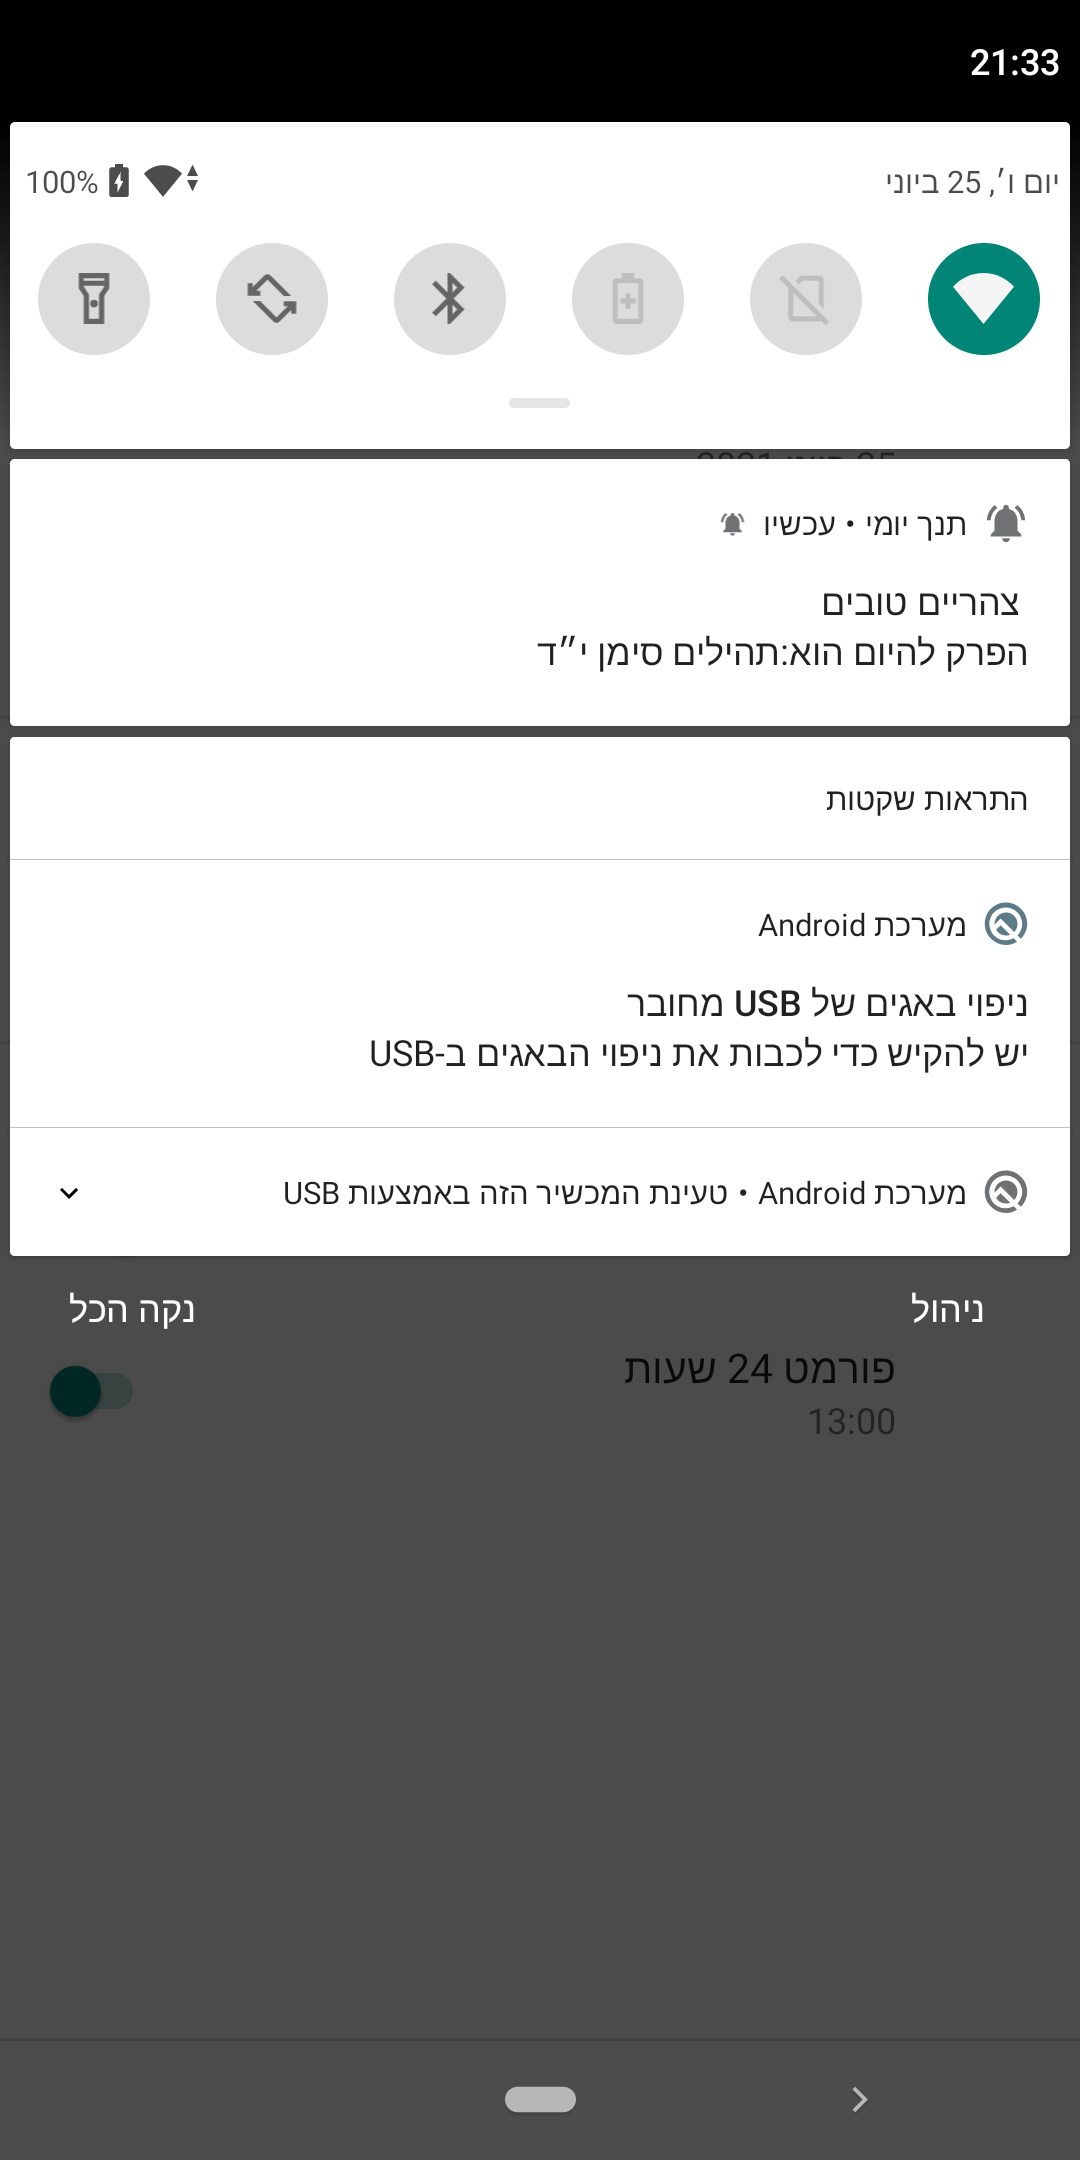 21:33
יום ו׳, 25 ביוני
100%
תנך יומי • עכשיו
צהריים טובים
הפרק להיום הוא:תהילים סימן י״ד
התראות שקטות
מערכת Android
ניפוי באגים של USB מחובר
יש להקיש כדי לכבות את ניפוי הבאגים ב-USB
מערכת Android • טעינת המכשיר הזה באמצעות USB
ניהול
נקה הכל
פורמט 24 שעות
13:00